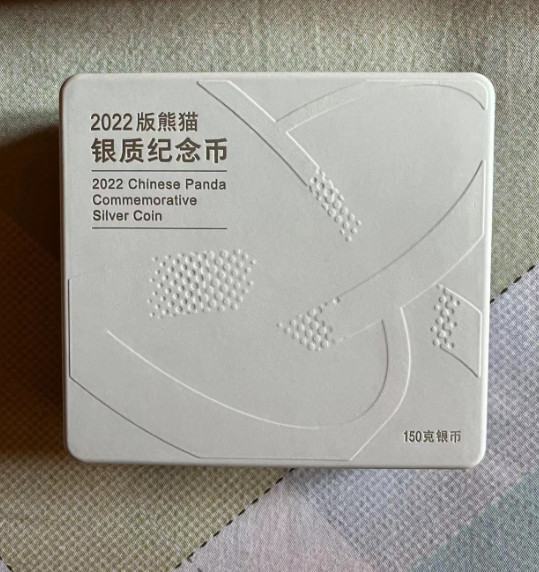 2022版熊猫
银质纪念币
2022 Chinese Panda
Commemorative
Silver Coin
150克银币